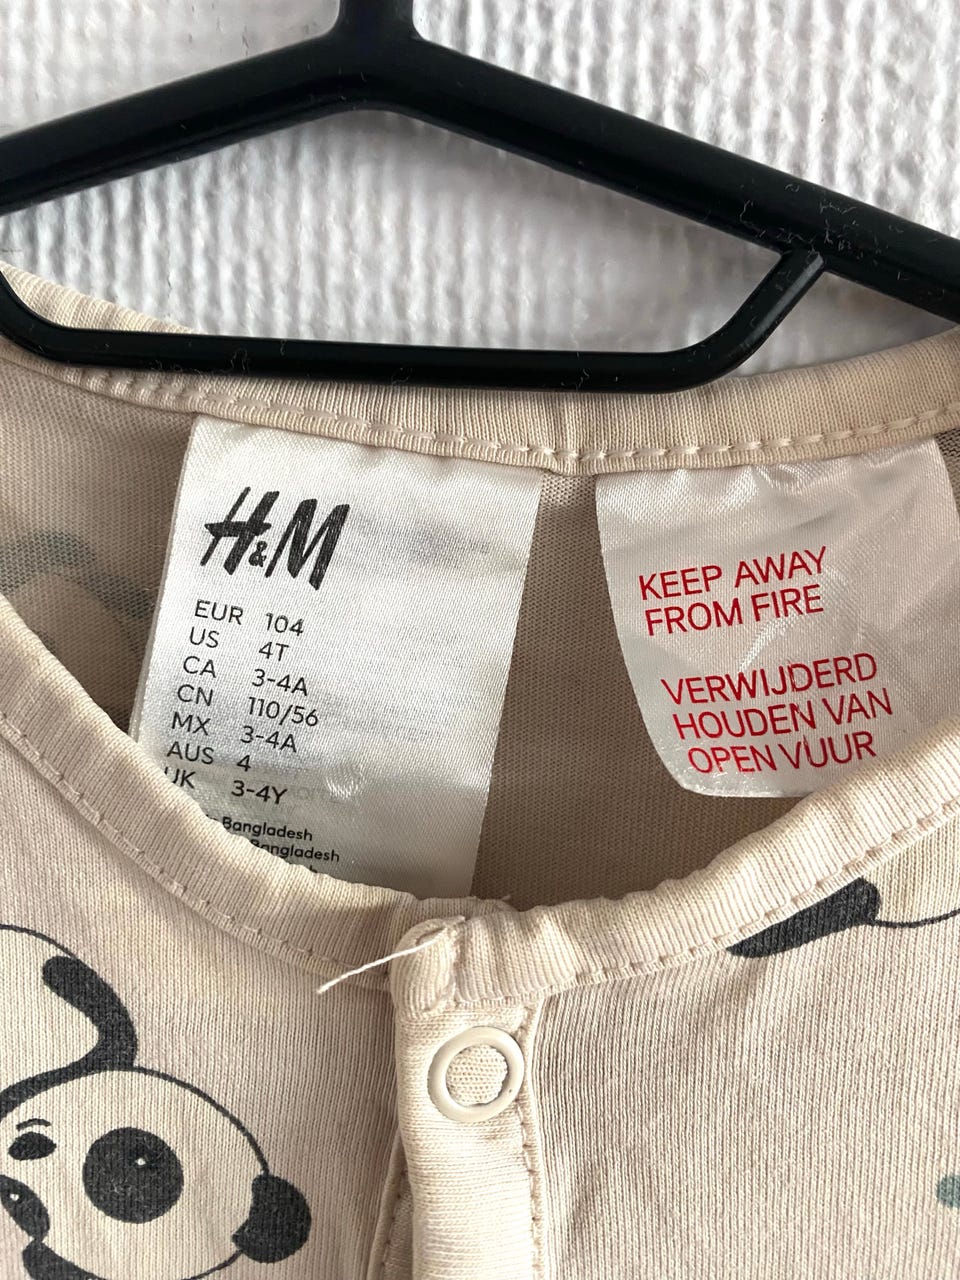 H&M
EUR 104
US 4T
CA 3-4A
CN 110/56
MX 3-4A
AUS 4
UK 3-4Y
Bangladesh
Bangladesh
KEEP AWAY
FROM FIRE
VERWIJDERD
HOUDEN VAN
OPEN VUUR